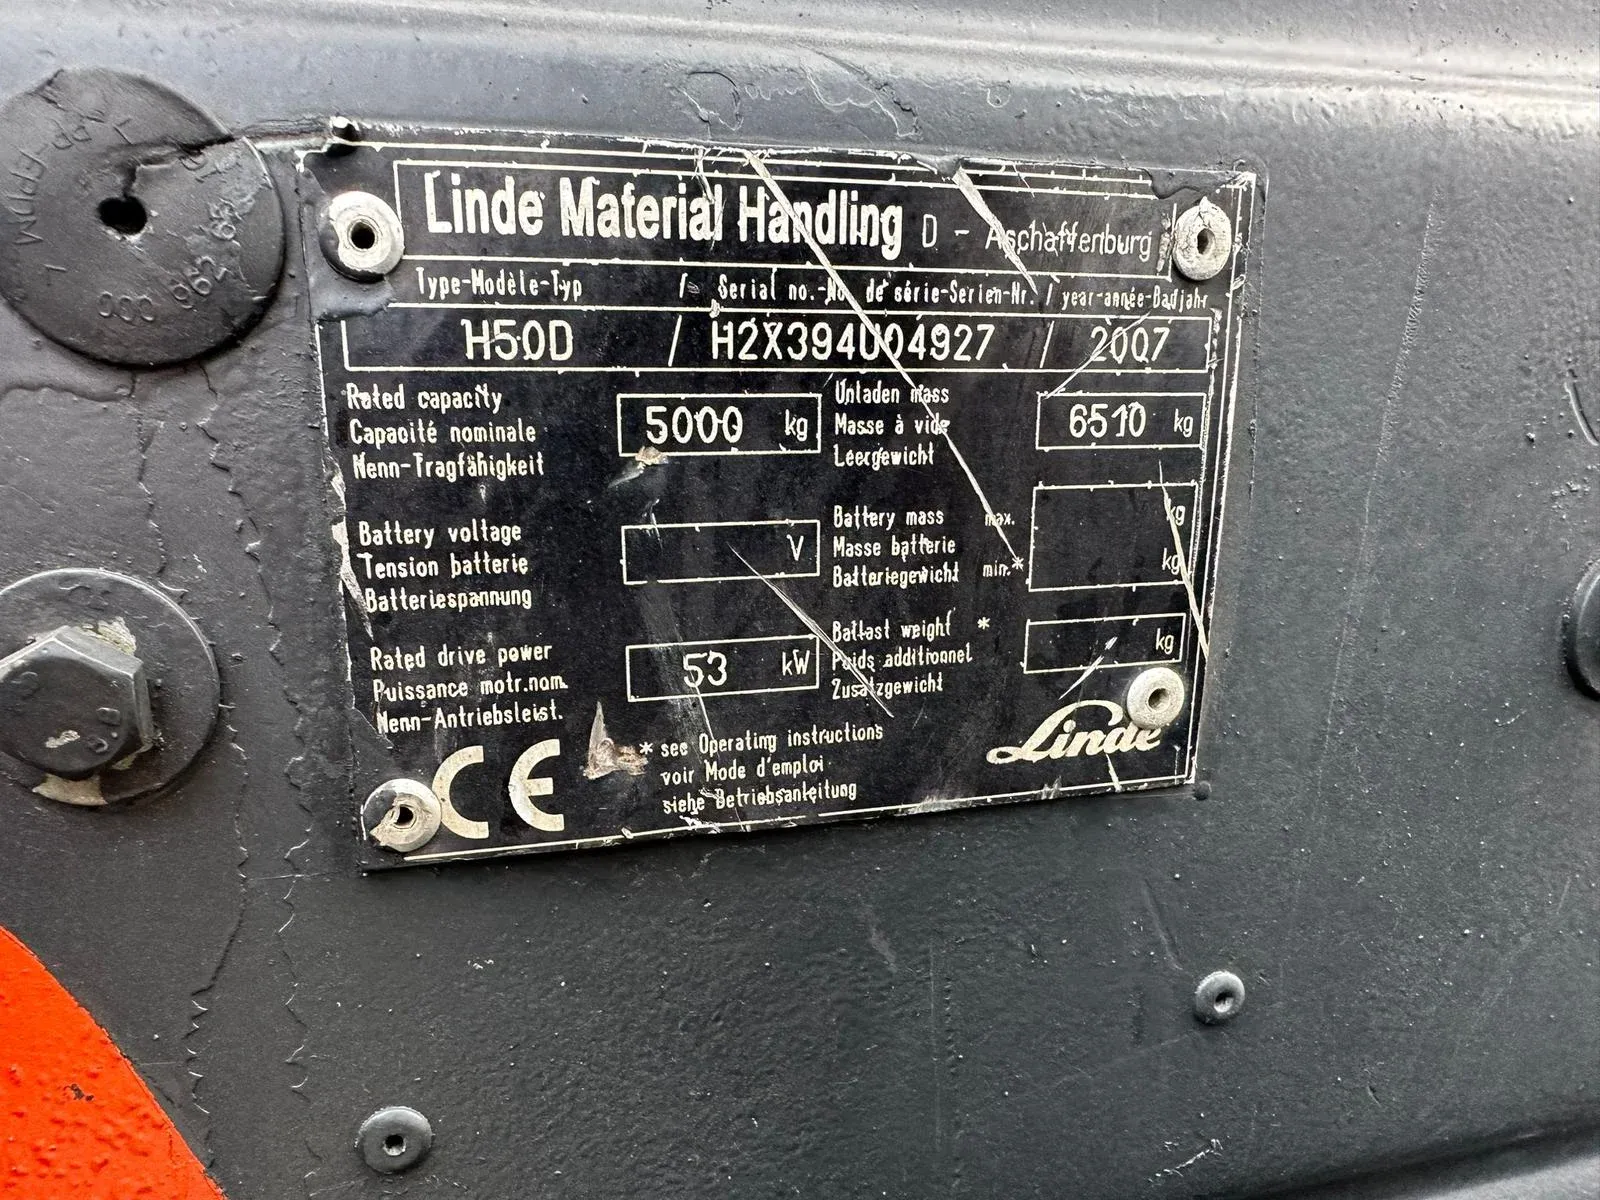 Linde Material Handling D - Aschaffenburg
Type-Modèle-Typ / Serial no.-No. de série-Serien-Nr. / year-année-Baujahr
H50D / H2X394U04927 / 2007
Rated capacity
Capacité nominale
Nenn-Tragfähigkeit
5000 kg
Unladen mass
Masse à vide
Leergewicht
6510 kg
Battery voltage
Tension batterie
Batteriespannung
V
Battery mass max.
Masse batterie
Batteriegewicht min.*
kg
kg
Rated drive power
Puissance motr.nom.
Nenn-Antriebsleist.
53 kW
Ballast weight *
Poids additionnel
Zusatzgewicht
kg
CE
* see Operating instructions
voir Mode d'emploi
siehe Betriebsanleitung
Linde